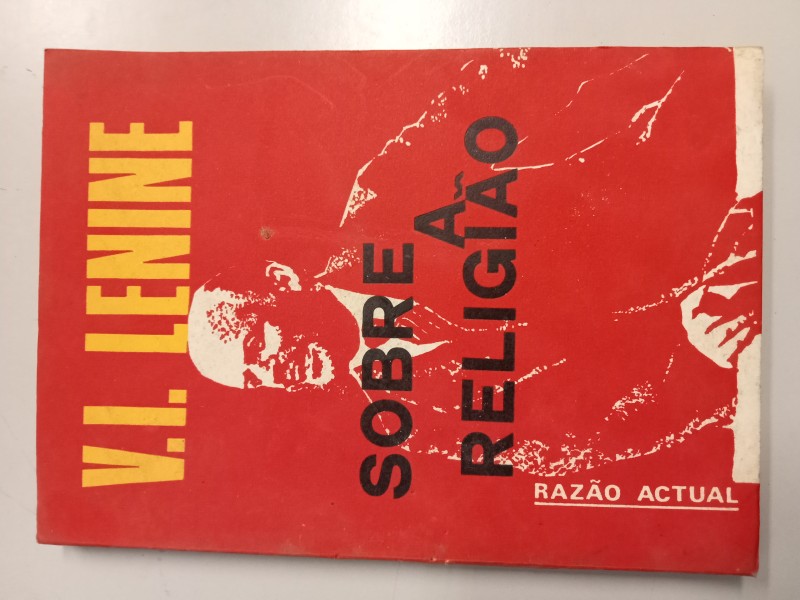 V.I. LENINE
SOBRE
A
RELIGIÃO
RAZÃO ACTUAL